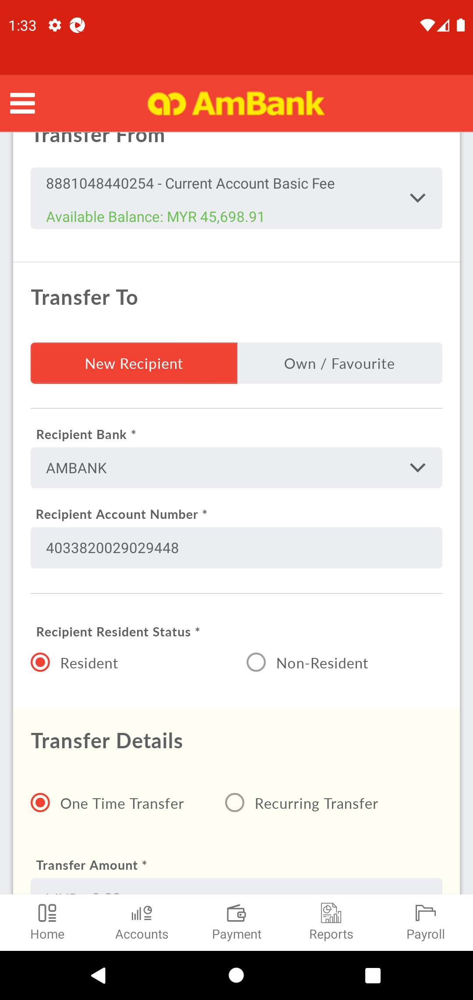 1:33
AmBank
Transfer From
8881048440254 - Current Account Basic Fee
Available Balance: MYR 45,698.91
Transfer To
New Recipient
Own / Favourite
Recipient Bank *
AMBANK
Recipient Account Number *
4033820029029448
Recipient Resident Status *
Resident
Non-Resident
Transfer Details
One Time Transfer
Recurring Transfer
Transfer Amount *
Home
Accounts
Payment
Reports
Payroll